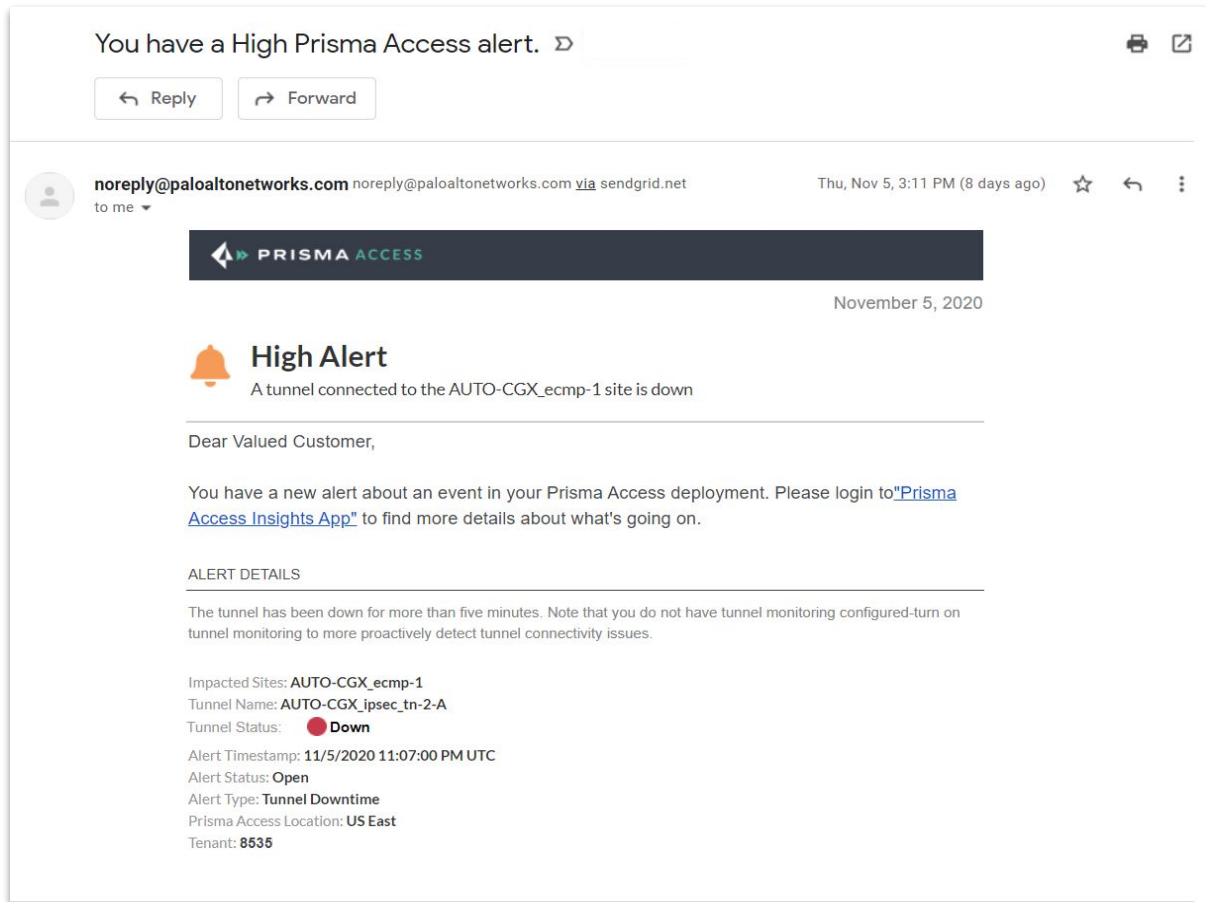 You have a High Prisma Access alert.
Reply
Forward
noreply@paloaltonetworks.com noreply@paloaltonetworks.com via sendgrid.net
Thu, Nov 5, 3:11 PM (8 days ago)
to me
PRISMA ACCESS
November 5, 2020
High Alert
A tunnel connected to the AUTO-CGX_ecmp-1 site is down
Dear Valued Customer,
You have a new alert about an event in your Prisma Access deployment. Please login to"Prisma
Access Insights App" to find more details about what's going on.
ALERT DETAILS
The tunnel has been down for more than five minutes. Note that you do not have tunnel monitoring configured-turn on
tunnel monitoring to more proactively detect tunnel connectivity issues.
Impacted Sites: AUTO-CGX_ecmp-1
Tunnel Name: AUTO-CGX_ipsec_tn-2-A
Tunnel Status: Down
Alert Timestamp: 11/5/2020 11:07:00 PM UTC
Alert Status: Open
Alert Type: Tunnel Downtime
Prisma Access Location: US East
Tenant: 8535